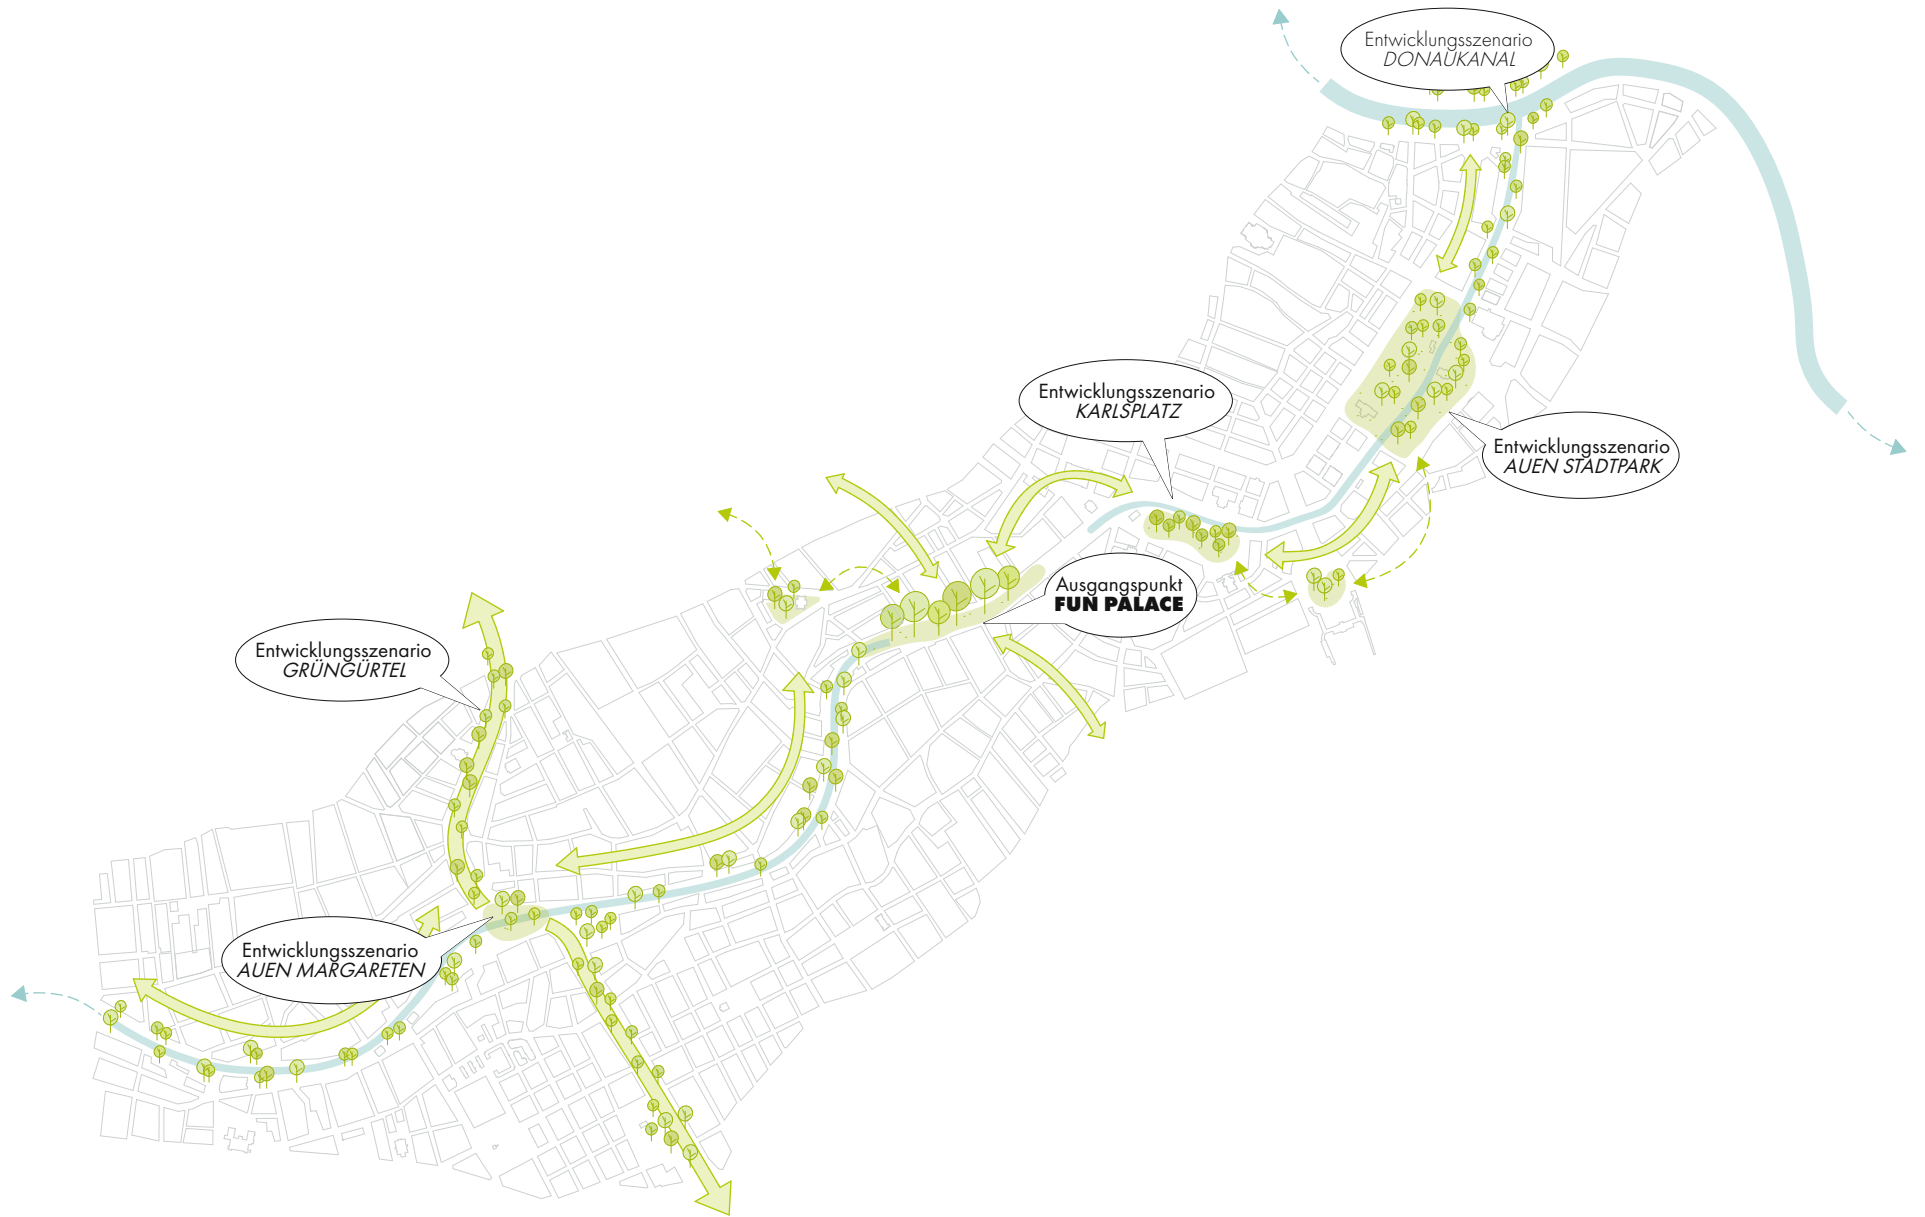 Entwicklungsszenario
DONAUKANAL
Entwicklungsszenario
KARLSPLATZ
Entwicklungsszenario
AUEN STADTPARK
Ausgangspunkt
FUN PALACE
Entwicklungsszenario
GRÜNGÜRTEL
Entwicklungsszenario
AUEN MARGARETEN